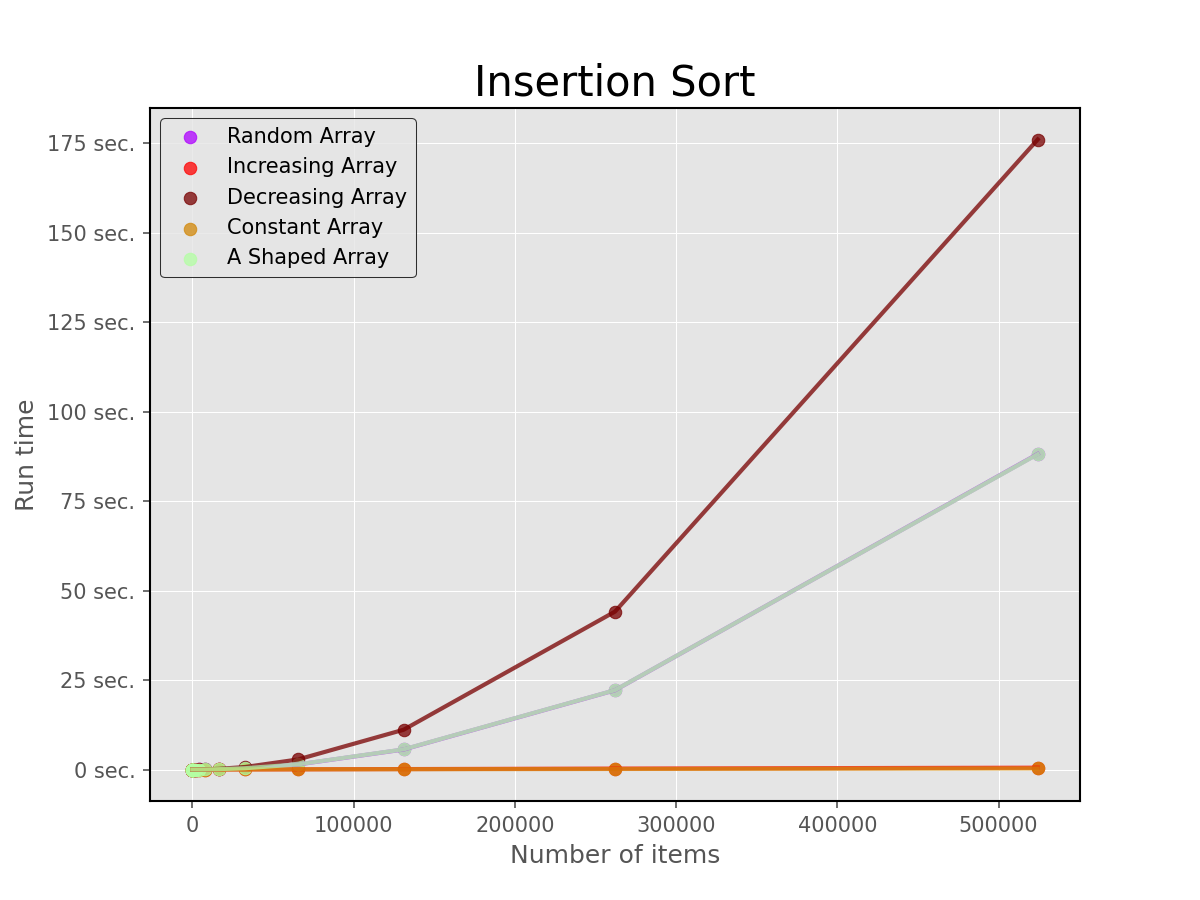 Insertion Sort
Random Array
Increasing Array
Decreasing Array
Constant Array
A Shaped Array
175 sec.
150 sec.
125 sec.
100 sec.
75 sec.
50 sec.
25 sec.
0 sec.
Run time
0
100000
200000
300000
400000
500000
Number of items